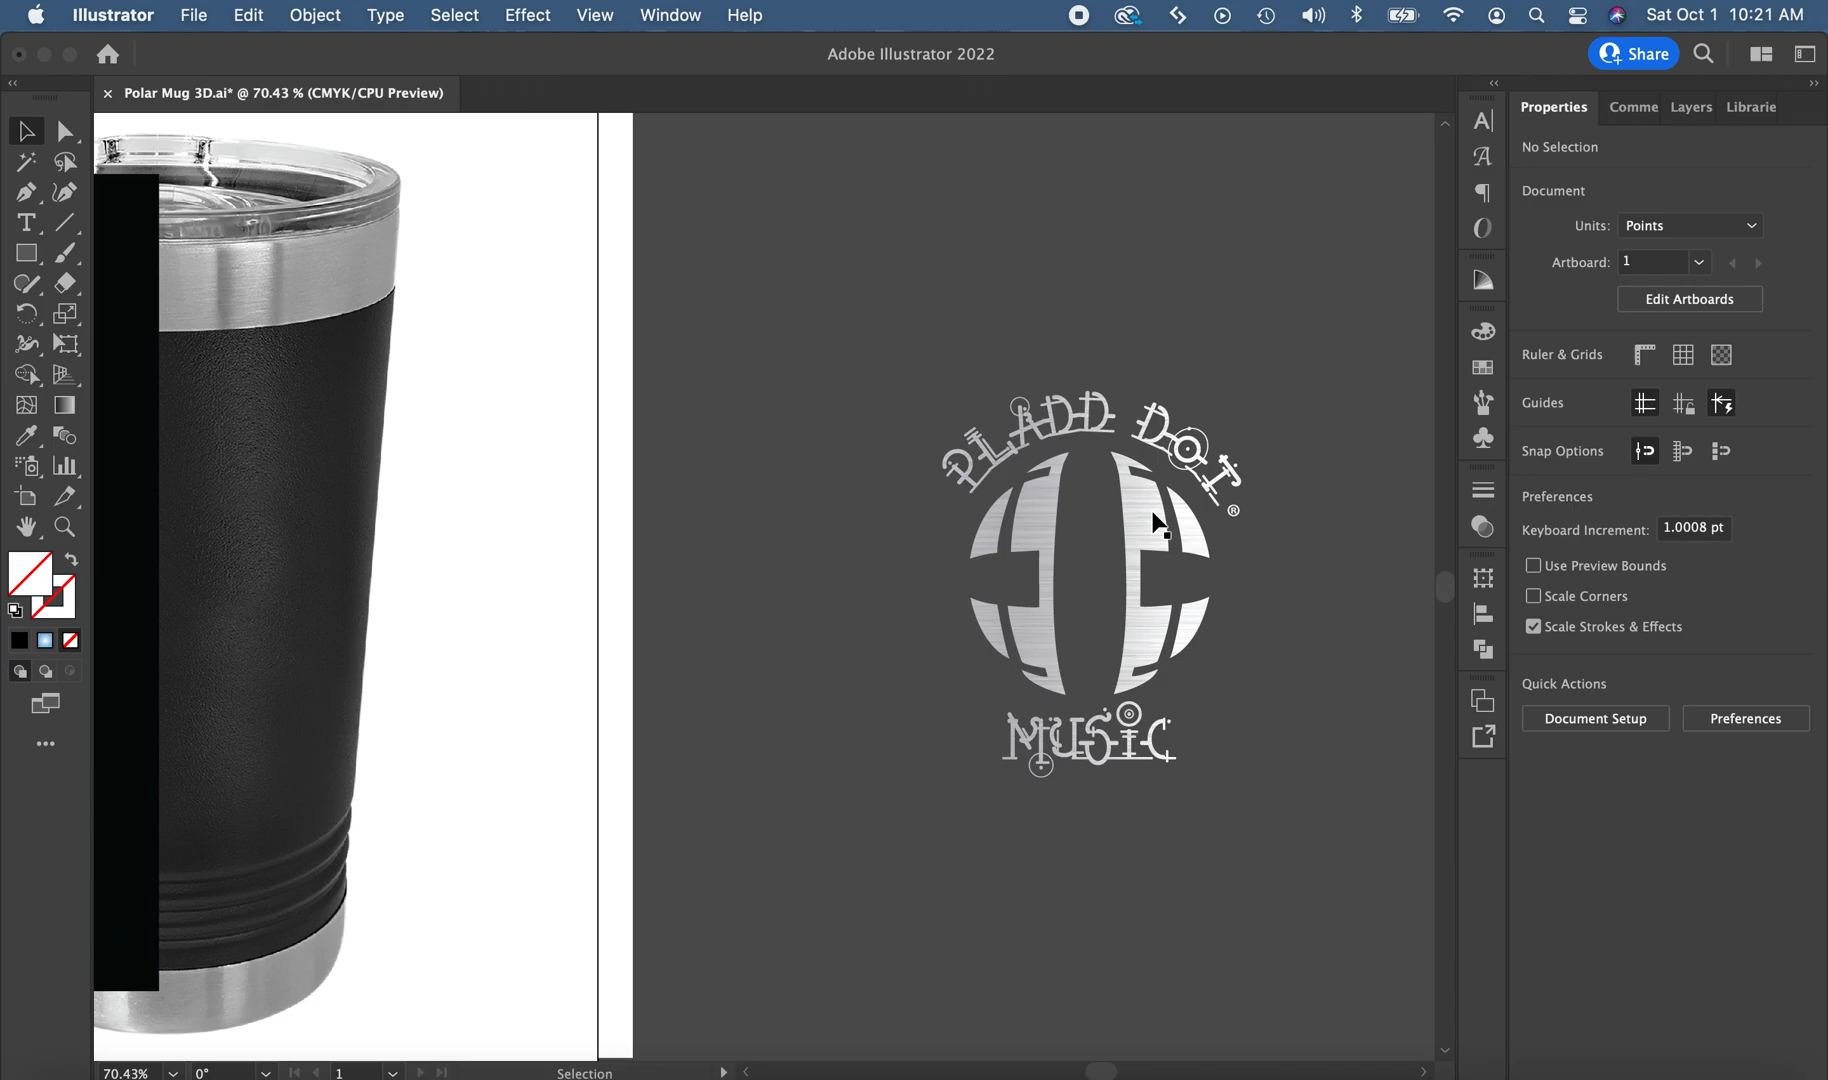 Illustrator File Edit Object Type Select Effect View Window Help Sat Oct 1 10:21 AM
Adobe Illustrator 2022
Share
× Polar Mug 3D.ai* @ 70.43 % (CMYK/CPU Preview)
Properties Comme Layers Librarie
No Selection
Document
Units: Points
Artboard: 1
Edit Artboards
Ruler & Grids
Guides
Snap Options
Preferences
Keyboard Increment: 1.0008 pt
Use Preview Bounds
Scale Corners
Scale Strokes & Effects
Quick Actions
Document Setup Preferences
PLADD DOT
®
MUSiC
70.43% 0° 1 Selection